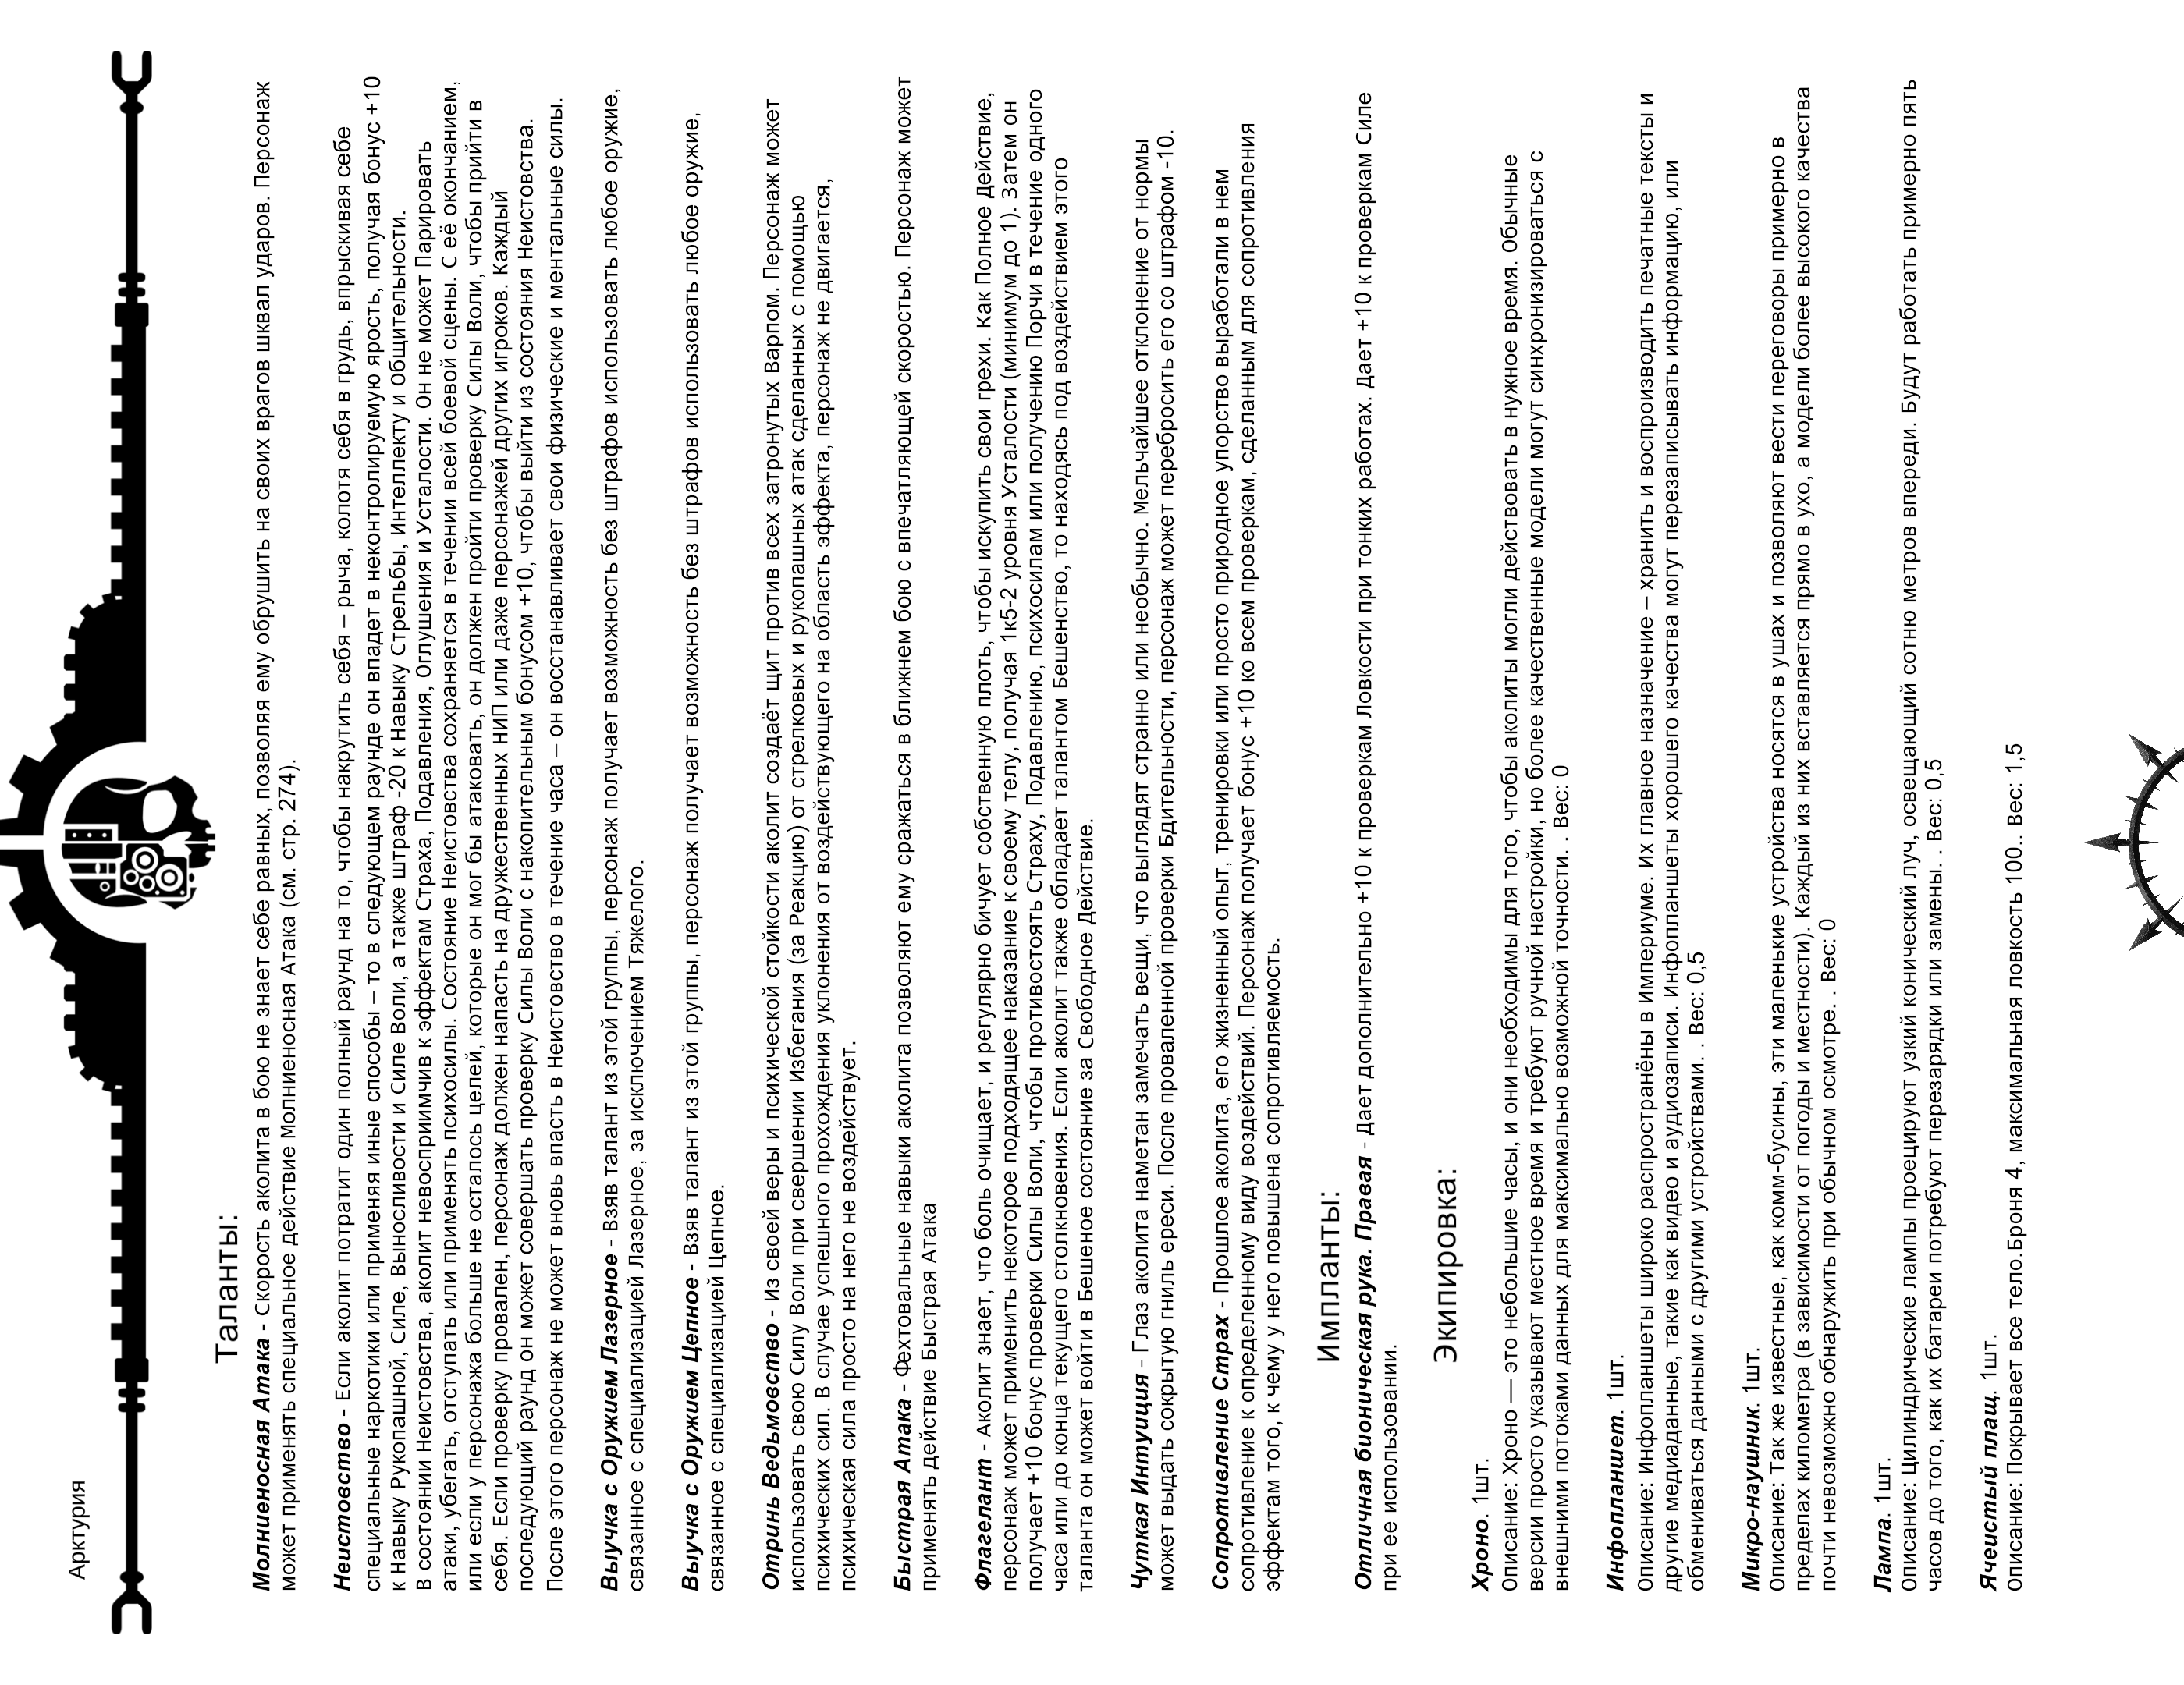 Арктурия
Таланты:
Молниеносная Атака - Скорость аколита в бою не знает себе равных, позволяя ему обрушить на своих врагов шквал ударов. Персонаж
может применять специальное действие Молниеносная Атака (см. стр. 274).
Неистовство - Если аколит потратит один полный раунд на то, чтобы накрутить себя – рыча, колотя себя в грудь, впрыскивая себе
специальные наркотики или применяя иные способы – то в следующем раунде он впадет в неконтролируемую ярость, получая бонус +10
к Навыку Рукопашной, Силе, Выносливости и Силе Воли, а также штраф -20 к Навыку Стрельбы, Интеллекту и Общительности.
В состоянии Неистовства, аколит невосприимчив к эффектам Страха, Подавления, Оглушения и Усталости. Он не может Парировать
атаки, убегать, отступать или применять психосилы. Состояние Неистовства сохраняется в течении всей боевой сцены. С её окончанием,
или если у персонажа больше не осталось целей, которые он мог бы атаковать, он должен пройти проверку Силы Воли, чтобы прийти в
себя. Если проверку провален, персонаж должен напасть на дружественных НИП или даже персонажей других игроков. Каждый
последующий раунд он может совершать проверку Силы Воли с накопительным бонусом +10, чтобы выйти из состояния Неистовства.
После этого персонаж не может вновь впасть в Неистовство в течение часа – он восстанавливает свои физические и ментальные силы.
Выучка с Оружием Лазерное - Взяв талант из этой группы, персонаж получает возможность без штрафов использовать любое оружие,
связанное с специализацией Лазерное, за исключением Тяжелого.
Выучка с Оружием Цепное - Взяв талант из этой группы, персонаж получает возможность без штрафов использовать любое оружие,
связанное с специализацией Цепное.
Отринь Ведьмовство - Из своей веры и психической стойкости аколит создаёт щит против всех затронутых Варпом. Персонаж может
использовать свою Силу Воли при свершении Избегания (за Реакцию) от стрелковых и рукопашных атак сделанных с помощью
психических сил. В случае успешного прохождения уклонения от воздействующего на область эффекта, персонаж не двигается,
психическая сила просто на него не воздействует.
Быстрая Атака - Фехтовальные навыки аколита позволяют ему сражаться в ближнем бою с впечатляющей скоростью. Персонаж может
применять действие Быстрая Атака
Флагеллант - Аколит знает, что боль очищает, и регулярно бичует собственную плоть, чтобы искупить свои грехи. Как Полное Действие,
персонаж может применить некоторое подходящее наказание к своему телу, получая 1к5-2 уровня Усталости (минимум до 1). Затем он
получает +10 бонус проверки Силы Воли, чтобы противостоять Страху, Подавлению, психосилам или получению Порчи в течение одного
часа или до конца текущего столкновения. Если аколит также обладает талантом Бешенство, то находясь под воздействием этого
таланта он может войти в Бешеное состояние за Свободное Действие.
Чуткая Интуиция - Глаз аколита наметан замечать вещи, что выглядят странно или необычно. Мельчайшее отклонение от нормы
может выдать сокрытую гниль ереси. После проваленной проверки Бдительности, персонаж может перебросить его со штрафом -10.
Сопротивление Страх - Прошлое аколита, его жизненный опыт, тренировки или просто природное упорство выработали в нем
сопротивление к определенному виду воздействий. Персонаж получает бонус +10 ко всем проверкам, сделанным для сопротивления
эффектам того, к чему у него повышена сопротивляемость.
Импланты:
Отличная бионическая рука. Правая - Дает дополнительно +10 к проверкам Ловкости при тонких работах. Дает +10 к проверкам Силе
при ее использовании.
Экипировка:
Хроно. 1шт.
Описание: Хроно — это небольшие часы, и они необходимы для того, чтобы аколиты могли действовать в нужное время. Обычные
версии просто указывают местное время и требуют ручной настройки, но более качественные модели могут синхронизироваться с
внешними потоками данных для максимально возможной точности. . Вес: 0
Инфопланшет. 1шт.
Описание: Инфопланшеты широко распространёны в Империуме. Их главное назначение – хранить и воспроизводить печатные тексты и
другие медиаданные, такие как видео и аудиозаписи. Инфопланшеты хорошего качества могут перезаписывать информацию, или
обмениваться данными с другими устройствами. . Вес: 0,5
Микро-наушник. 1шт.
Описание: Так же известные, как комм-бусины, эти маленькие устройства носятся в ушах и позволяют вести переговоры примерно в
пределах километра (в зависимости от погоды и местности). Каждый из них вставляется прямо в ухо, а модели более высокого качества
почти невозможно обнаружить при обычном осмотре. . Вес: 0
Лампа. 1шт.
Описание: Цилиндрические лампы проецируют узкий конический луч, освещающий сотню метров впереди. Будут работать примерно пять
часов до того, как их батареи потребуют перезарядки или замены. . Вес: 0,5
Ячеистый плащ. 1шт.
Описание: Покрывает все тело.Броня 4, максимальная ловкость 100.. Вес: 1,5